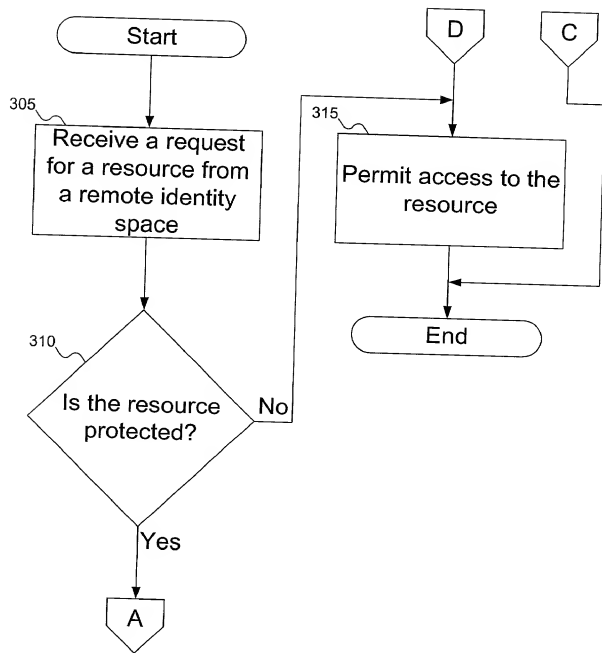 Start
305
Receive a request
for a resource from
a remote identity
space
310
Is the resource
protected?
No
Yes
A
D
C
315
Permit access to the
resource
End